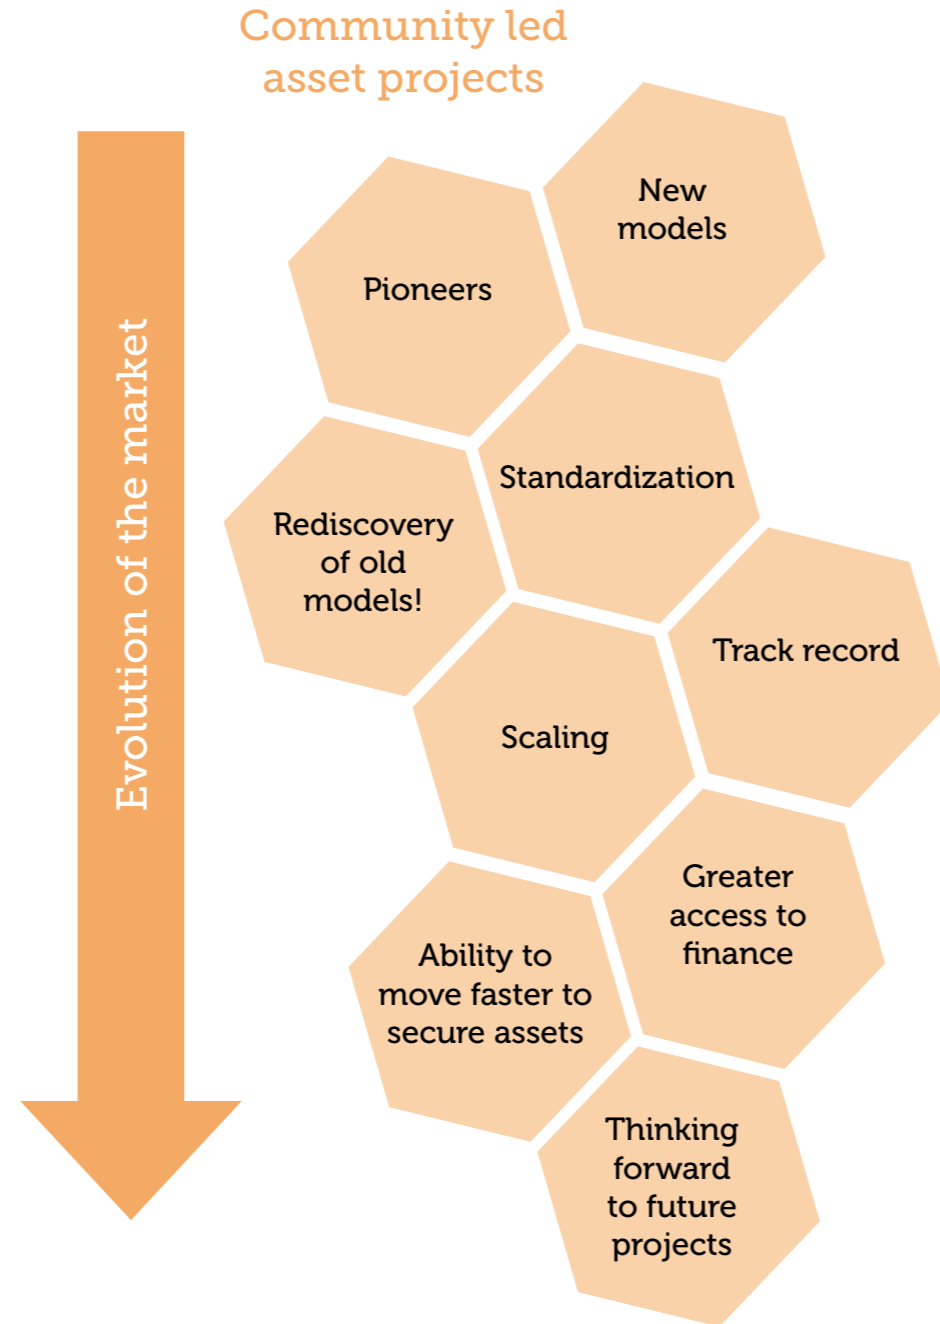 Community led
asset projects
Evolution of the market
New
models
Pioneers
Standardization
Rediscovery
of old
models!
Track record
Scaling
Greater
access to
finance
Ability to
move faster to
secure assets
Thinking
forward
to future
projects